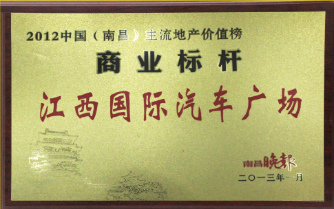 2012中国（南昌）主流地产价值榜
商业标杆
江西国际汽车广场
南昌晚报
二〇一三年 月